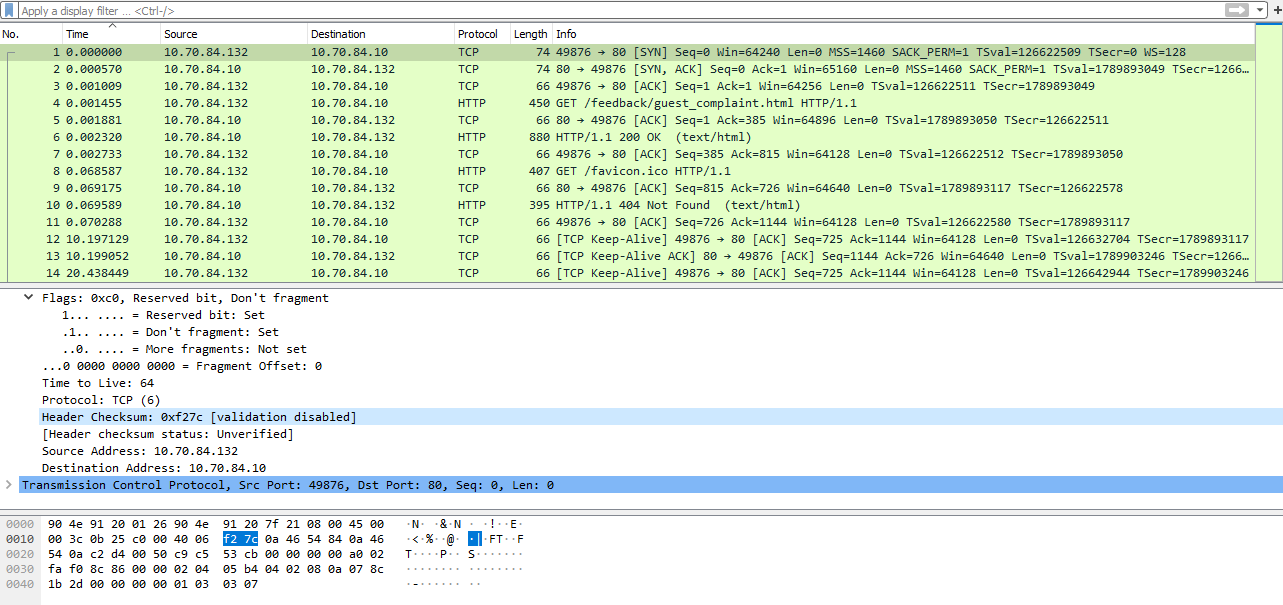 Apply a display filter ... <Ctrl-/>
No. Time Source Destination Protocol Length Info
1 0.000000 10.70.84.132 10.70.84.10 TCP 74 49876 → 80 [SYN] Seq=0 Win=64240 Len=0 MSS=1460 SACK_PERM=1 TSval=126622509 TSecr=0 WS=128
2 0.000570 10.70.84.10 10.70.84.132 TCP 74 80 → 49876 [SYN, ACK] Seq=0 Ack=1 Win=65160 Len=0 MSS=1460 SACK_PERM=1 TSval=1789893049 TSecr=1266…
3 0.001009 10.70.84.132 10.70.84.10 TCP 66 49876 → 80 [ACK] Seq=1 Ack=1 Win=64256 Len=0 TSval=126622511 TSecr=1789893049
4 0.001455 10.70.84.132 10.70.84.10 HTTP 450 GET /feedback/guest_complaint.html HTTP/1.1
5 0.001881 10.70.84.10 10.70.84.132 TCP 66 80 → 49876 [ACK] Seq=1 Ack=385 Win=64896 Len=0 TSval=1789893050 TSecr=126622511
6 0.002320 10.70.84.10 10.70.84.132 HTTP 880 HTTP/1.1 200 OK (text/html)
7 0.002733 10.70.84.132 10.70.84.10 TCP 66 49876 → 80 [ACK] Seq=385 Ack=815 Win=64128 Len=0 TSval=126622512 TSecr=1789893050
8 0.068587 10.70.84.132 10.70.84.10 HTTP 407 GET /favicon.ico HTTP/1.1
9 0.069175 10.70.84.10 10.70.84.132 TCP 66 80 → 49876 [ACK] Seq=815 Ack=726 Win=64640 Len=0 TSval=1789893117 TSecr=126622578
10 0.069589 10.70.84.10 10.70.84.132 HTTP 395 HTTP/1.1 404 Not Found (text/html)
11 0.070288 10.70.84.132 10.70.84.10 TCP 66 49876 → 80 [ACK] Seq=726 Ack=1144 Win=64128 Len=0 TSval=126622580 TSecr=1789893117
12 10.197129 10.70.84.132 10.70.84.10 TCP 66 [TCP Keep-Alive] 49876 → 80 [ACK] Seq=725 Ack=1144 Win=64128 Len=0 TSval=126632704 TSecr=1789893117
13 10.199052 10.70.84.10 10.70.84.132 TCP 66 [TCP Keep-Alive ACK] 80 → 49876 [ACK] Seq=1144 Ack=726 Win=64640 Len=0 TSval=1789903246 TSecr=1266…
14 20.438449 10.70.84.132 10.70.84.10 TCP 66 [TCP Keep-Alive] 49876 → 80 [ACK] Seq=725 Ack=1144 Win=64128 Len=0 TSval=126642944 TSecr=1789903246
Flags: 0xc0, Reserved bit, Don't fragment
1... .... = Reserved bit: Set
.1.. .... = Don't fragment: Set
..0. .... = More fragments: Not set
...0 0000 0000 0000 = Fragment Offset: 0
Time to Live: 64
Protocol: TCP (6)
Header Checksum: 0xf27c [validation disabled]
[Header checksum status: Unverified]
Source Address: 10.70.84.132
Destination Address: 10.70.84.10
Transmission Control Protocol, Src Port: 49876, Dst Port: 80, Seq: 0, Len: 0
0000 90 4e 91 20 01 26 90 4e 91 20 7f 21 08 00 45 00 ·N· ·&·N · ·!··E·
0010 00 3c 0b 25 c0 00 40 06 f2 7c 0a 46 54 84 0a 46 ·<·%··@· ·|·FT··F
0020 54 0a c2 d4 00 50 c9 c5 53 cb 00 00 00 00 a0 02 T····P·· S·······
0030 fa f0 8c 86 00 00 02 04 05 b4 04 02 08 0a 07 8c ········ ········
0040 1b 2d 00 00 00 00 01 03 03 07 ·-······ ··